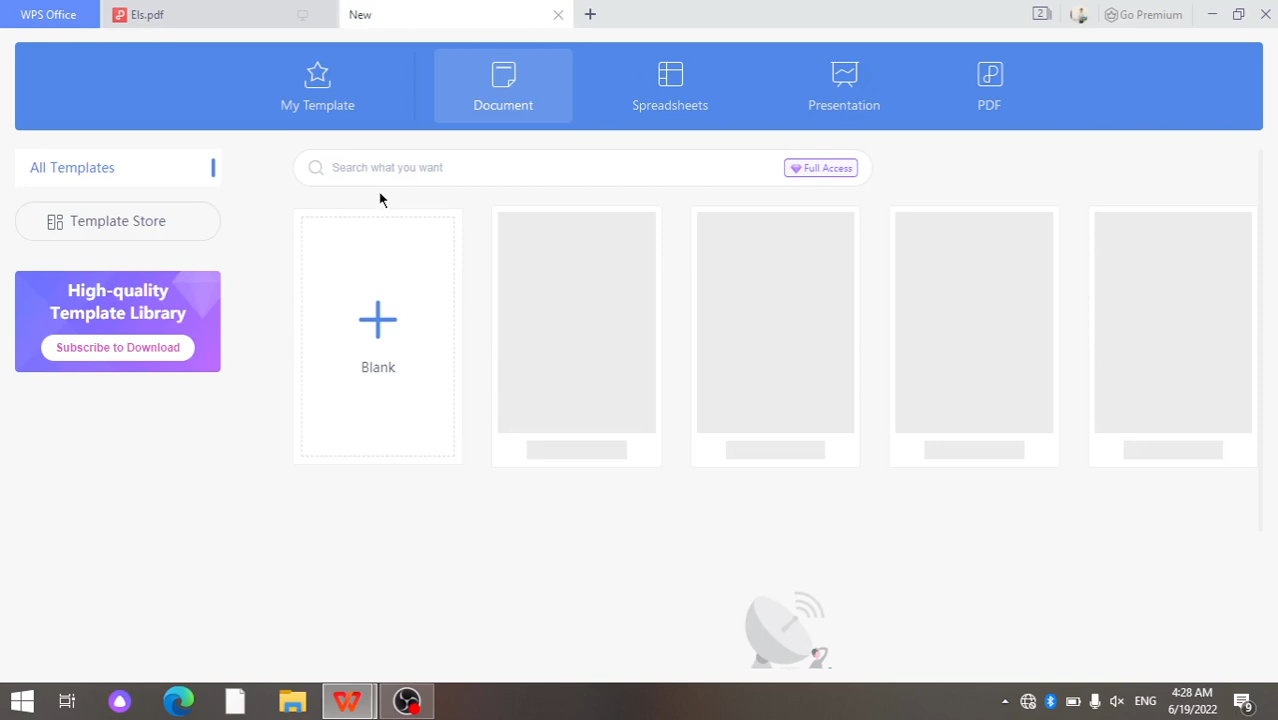 WPS Office
Els.pdf
New
2
Go Premium
My Template
Document
Spreadsheets
Presentation
PDF
All Templates
Search what you want
Full Access
Template Store
High-quality
Template Library
Subscribe to Download
Blank
ENG
4:28 AM
6/19/2022
9